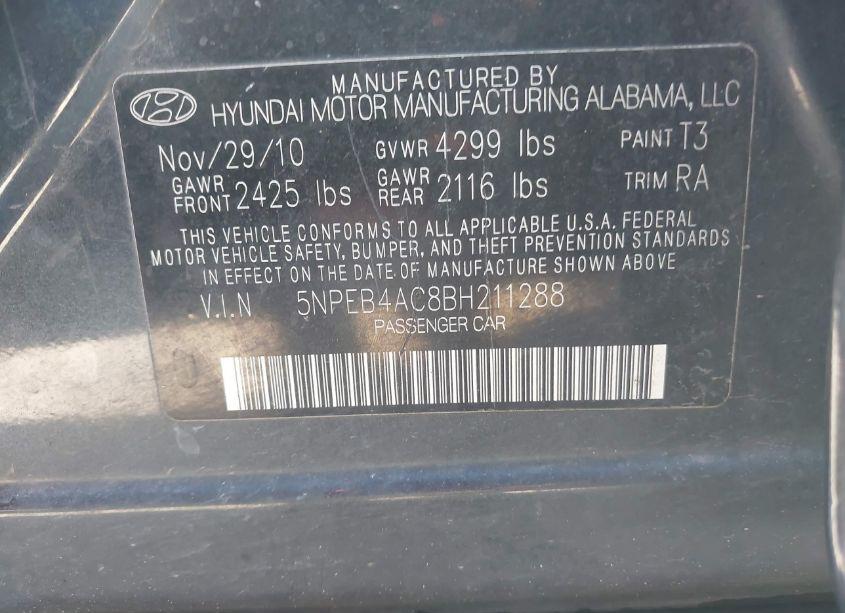 MANUFACTURED BY
HYUNDAI MOTOR MANUFACTURING ALABAMA, LLC
Nov/29/10 GVWR 4299 lbs PAINT T3
GAWR FRONT 2425 lbs GAWR REAR 2116 lbs TRIM RA
THIS VEHICLE CONFORMS TO ALL APPLICABLE U.S.A. FEDERAL
MOTOR VEHICLE SAFETY, BUMPER, AND THEFT PREVENTION STANDARDS
IN EFFECT ON THE DATE OF MANUFACTURE SHOWN ABOVE
V.I.N 5NPEB4AC8BH211288
PASSENGER CAR